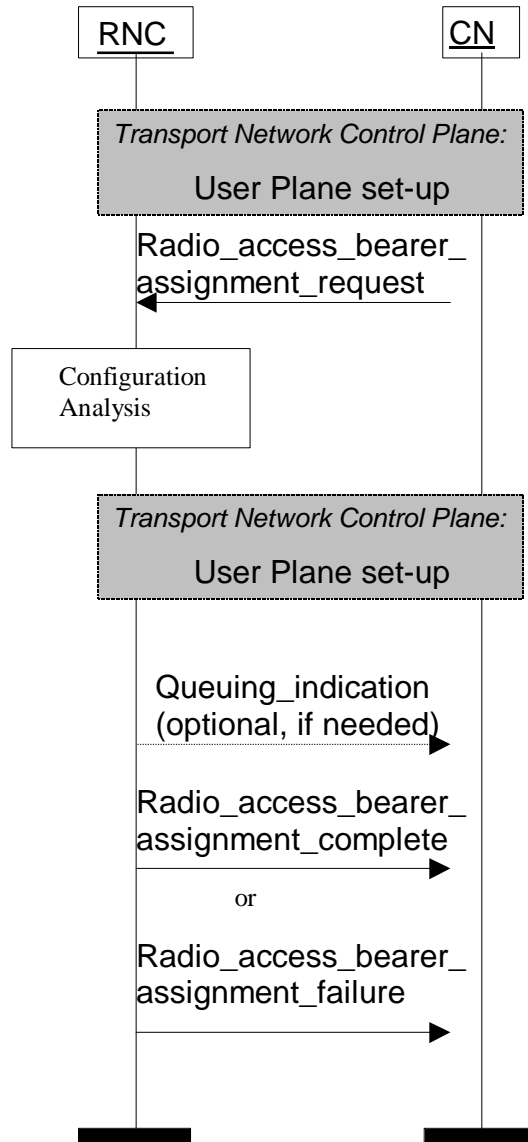 RNC
CN
Transport Network Control Plane:
User Plane set-up
Radio_access_bearer_
assignment_request
Configuration
Analysis
Transport Network Control Plane:
User Plane set-up
Queuing_indication
(optional, if needed)
Radio_access_bearer_
assignment_complete
or
Radio_access_bearer_
assignment_failure